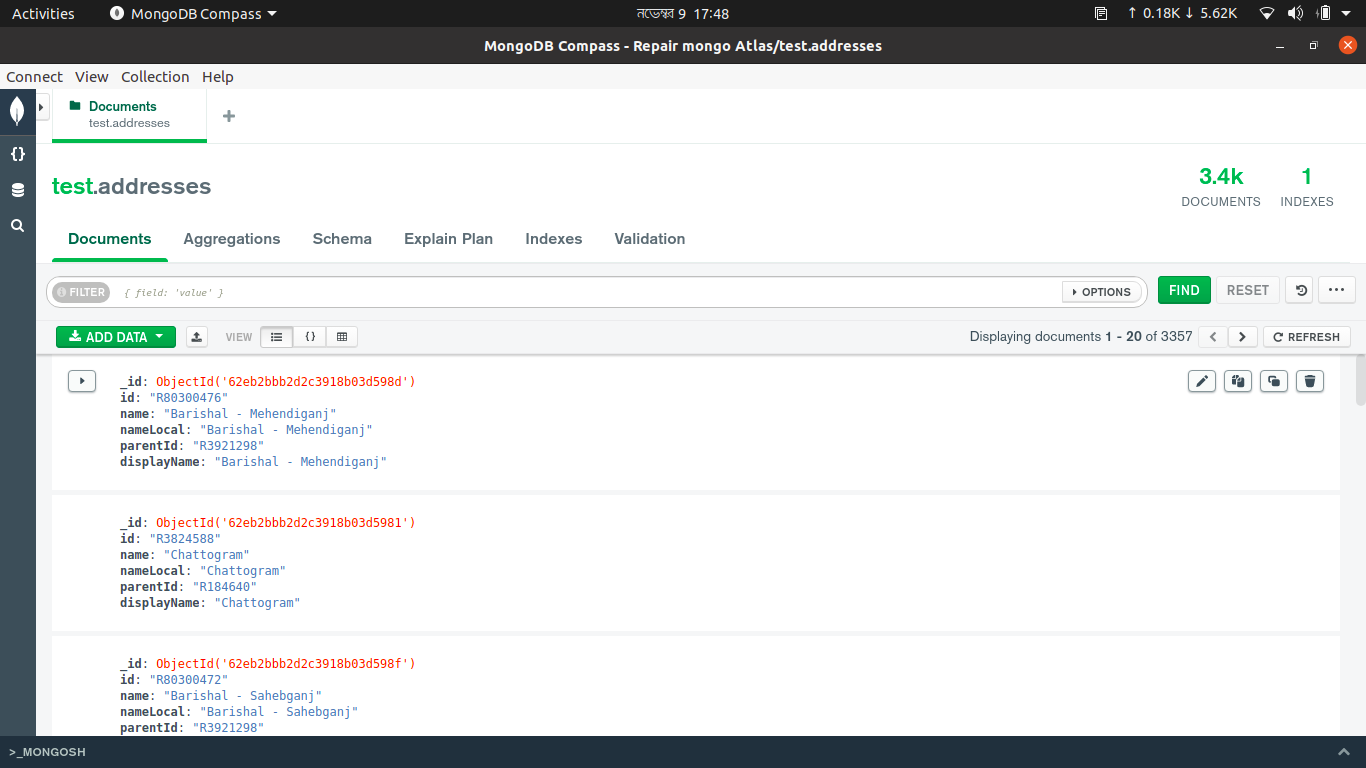 Activities MongoDB Compass নভেম্বর 9 17:48 ↑ 0.18K ↓ 5.62K
MongoDB Compass - Repair mongo Atlas/test.addresses
Connect View Collection Help
Documents
test.addresses
test.addresses
3.4k 1
DOCUMENTS INDEXES
Documents Aggregations Schema Explain Plan Indexes Validation
FILTER { field: 'value' } OPTIONS FIND RESET
ADD DATA VIEW { } Displaying documents 1 - 20 of 3357 REFRESH
_id: ObjectId('62eb2bbb2d2c3918b03d598d')
id: "R80300476"
name: "Barishal - Mehendiganj"
nameLocal: "Barishal - Mehendiganj"
parentId: "R3921298"
displayName: "Barishal - Mehendiganj"
_id: ObjectId('62eb2bbb2d2c3918b03d5981')
id: "R3824588"
name: "Chattogram"
nameLocal: "Chattogram"
parentId: "R184640"
displayName: "Chattogram"
_id: ObjectId('62eb2bbb2d2c3918b03d598f')
id: "R80300472"
name: "Barishal - Sahebganj"
nameLocal: "Barishal - Sahebganj"
parentId: "R3921298"
>_MONGOSH